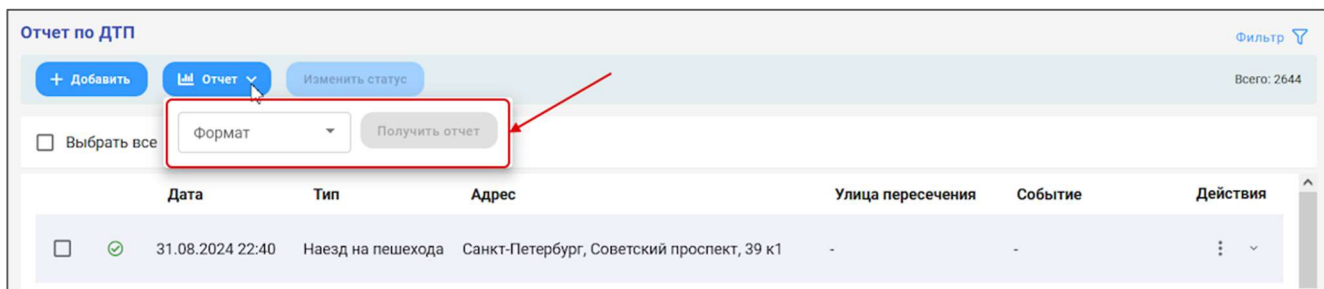 Отчет по ДТП
Фильтр
+ Добавить Отчет Изменить статус Всего: 2644
Формат Получить отчет
Выбрать все
Дата Тип Адрес Улица пересечения Событие Действия
31.08.2024 22:40 Наезд на пешехода Санкт-Петербург, Советский проспект, 39 к1 - -